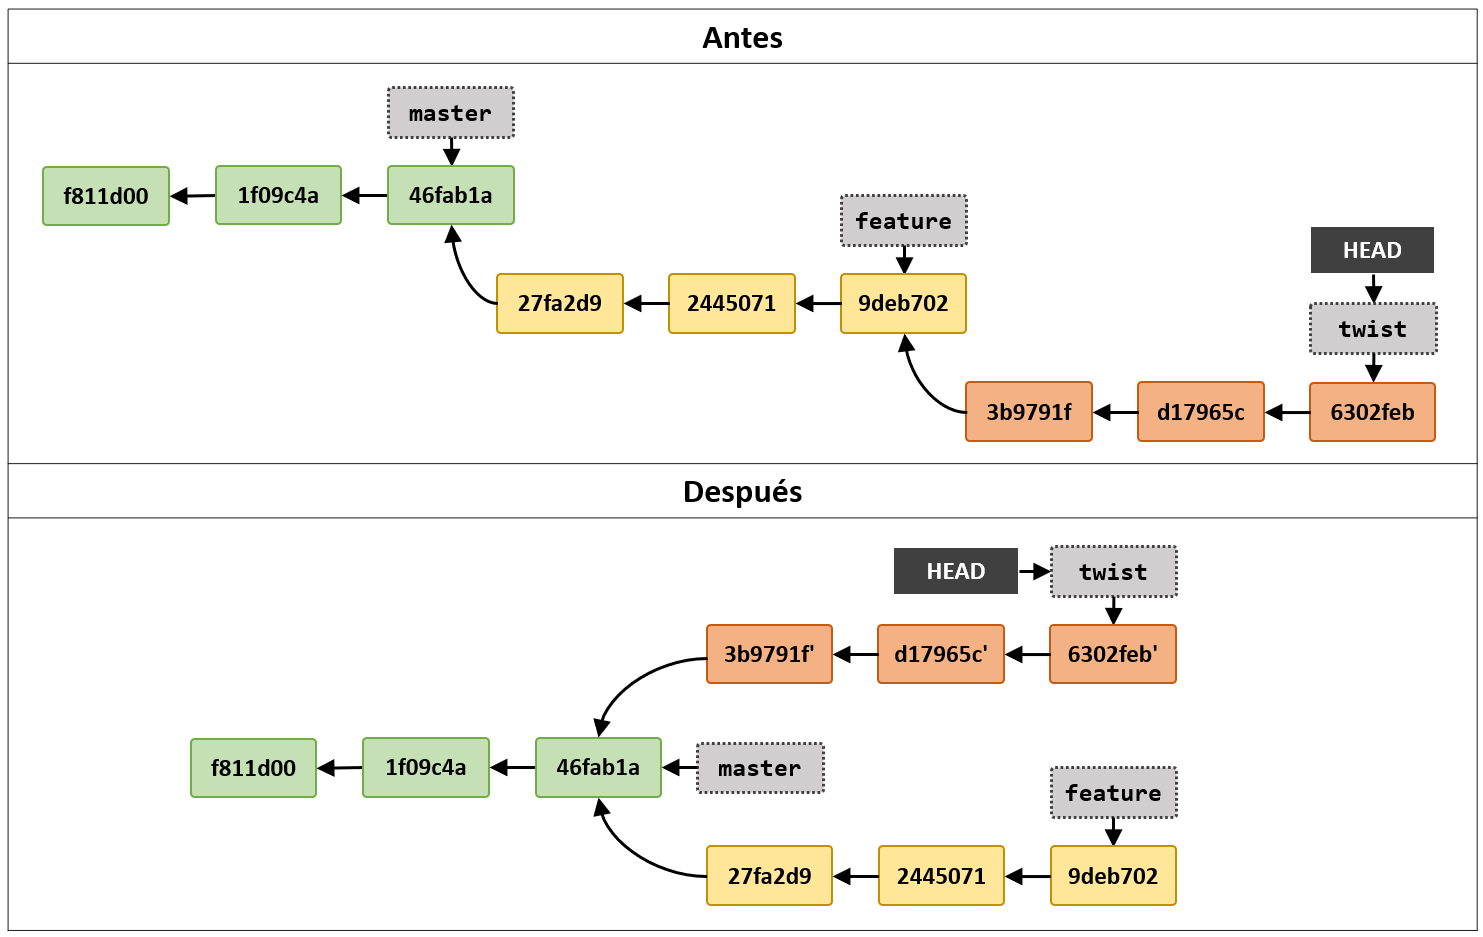 Antes
master
f811d00
1f09c4a
46fab1a
feature
HEAD
27fa2d9
2445071
9deb702
twist
3b9791f
d17965c
6302feb
Después
HEAD
twist
3b9791f'
d17965c'
6302feb'
f811d00
1f09c4a
46fab1a
master
feature
27fa2d9
2445071
9deb702